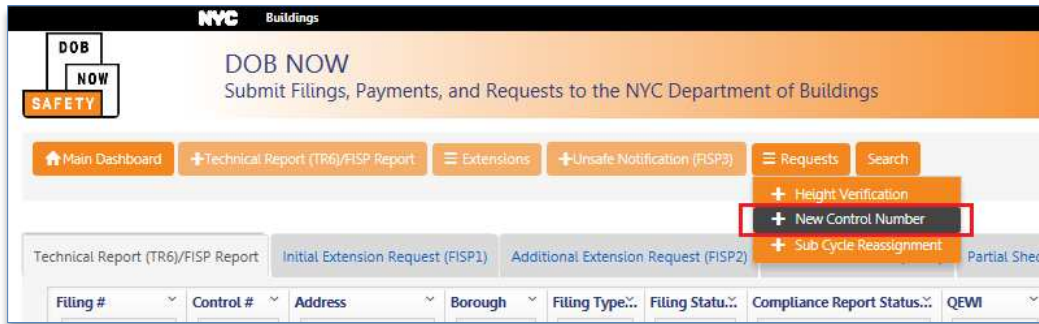 NYC Buildings
DOB
NOW
SAFETY
DOB NOW
Submit Filings, Payments, and Requests to the NYC Department of Buildings
Main Dashboard +Technical Report (TR6)/FISP Report Extensions +Unsafe Notification (FISP3) Requests Search
+ Height Verification
+ New Control Number
+ Sub Cycle Reassignment
Technical Report (TR6)/FISP Report Initial Extension Request (FISP1) Additional Extension Request (FISP2) Partial Shed
Filing # Control # Address Borough Filing Type... Filing Statu... Compliance Report Status... QEWI